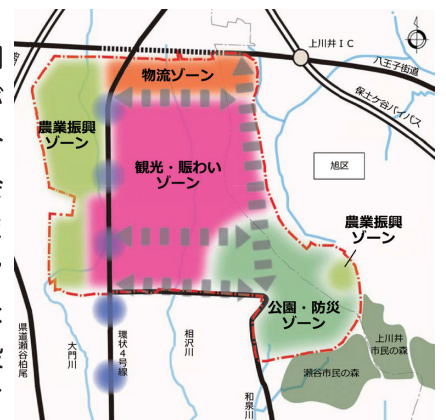 上川井ＩＣ
八王子街道
保土ケ谷バイパス
物流ゾーン
農業振興
ゾーン
観光・賑わい
ゾーン
旭区
農業振興
ゾーン
公園・防災
ゾーン
上川井
市民の森
瀬谷市民の森
県道瀬谷柏尾
大門川
環状４号線
相沢川
和泉川